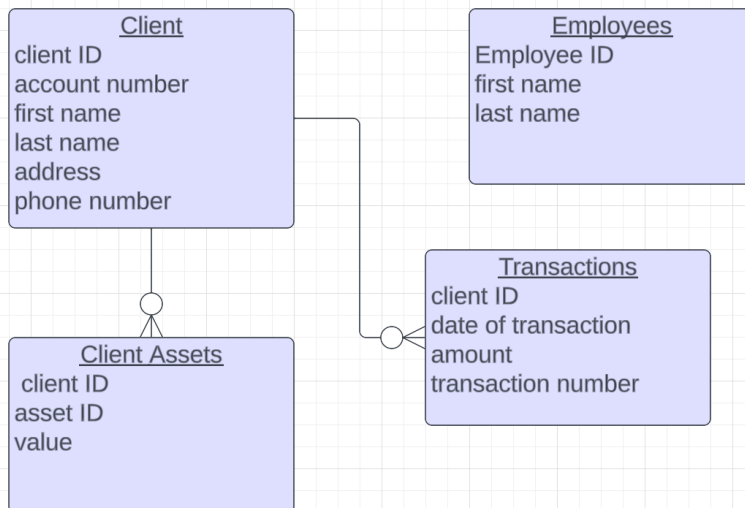 Client
client ID
account number
first name
last name
address
phone number
Employees
Employee ID
first name
last name
Client Assets
client ID
asset ID
value
Transactions
client ID
date of transaction
amount
transaction number